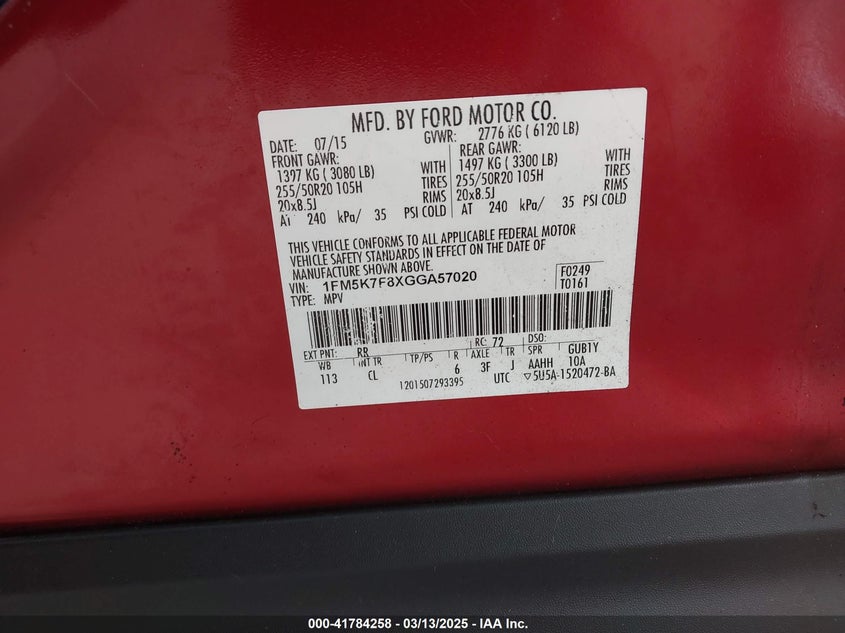 MFD. BY FORD MOTOR CO.
DATE: 07/15 GVWR: 2776 KG ( 6120 LB)
FRONT GAWR: REAR GAWR:
1397 KG ( 3080 LB) WITH 1497 KG ( 3300 LB) WITH
255/50R20 105H TIRES 255/50R20 105H TIRES
20x8.5J RIMS 20x8.5J RIMS
AT 240 kPa/ 35 PSI COLD AT 240 kPa/ 35 PSI COLD
THIS VEHICLE CONFORMS TO ALL APPLICABLE FEDERAL MOTOR
VEHICLE SAFETY STANDARDS IN EFFECT ON THE DATE OF
MANUFACTURE SHOWN ABOVE.
VIN: 1FM5K7F8XGGA57020 F0249
TYPE: MPV T0161
EXT PNT: RR RC: 72 DSO:
WB INT TR TP/PS R AXLE TR SPR GUB1Y
113 CL 6 3F J AAHH 10A
1201507293395 UTC ▽5U5A-1520472-BA
000-41784258 - 03/13/2025 - IAA Inc.